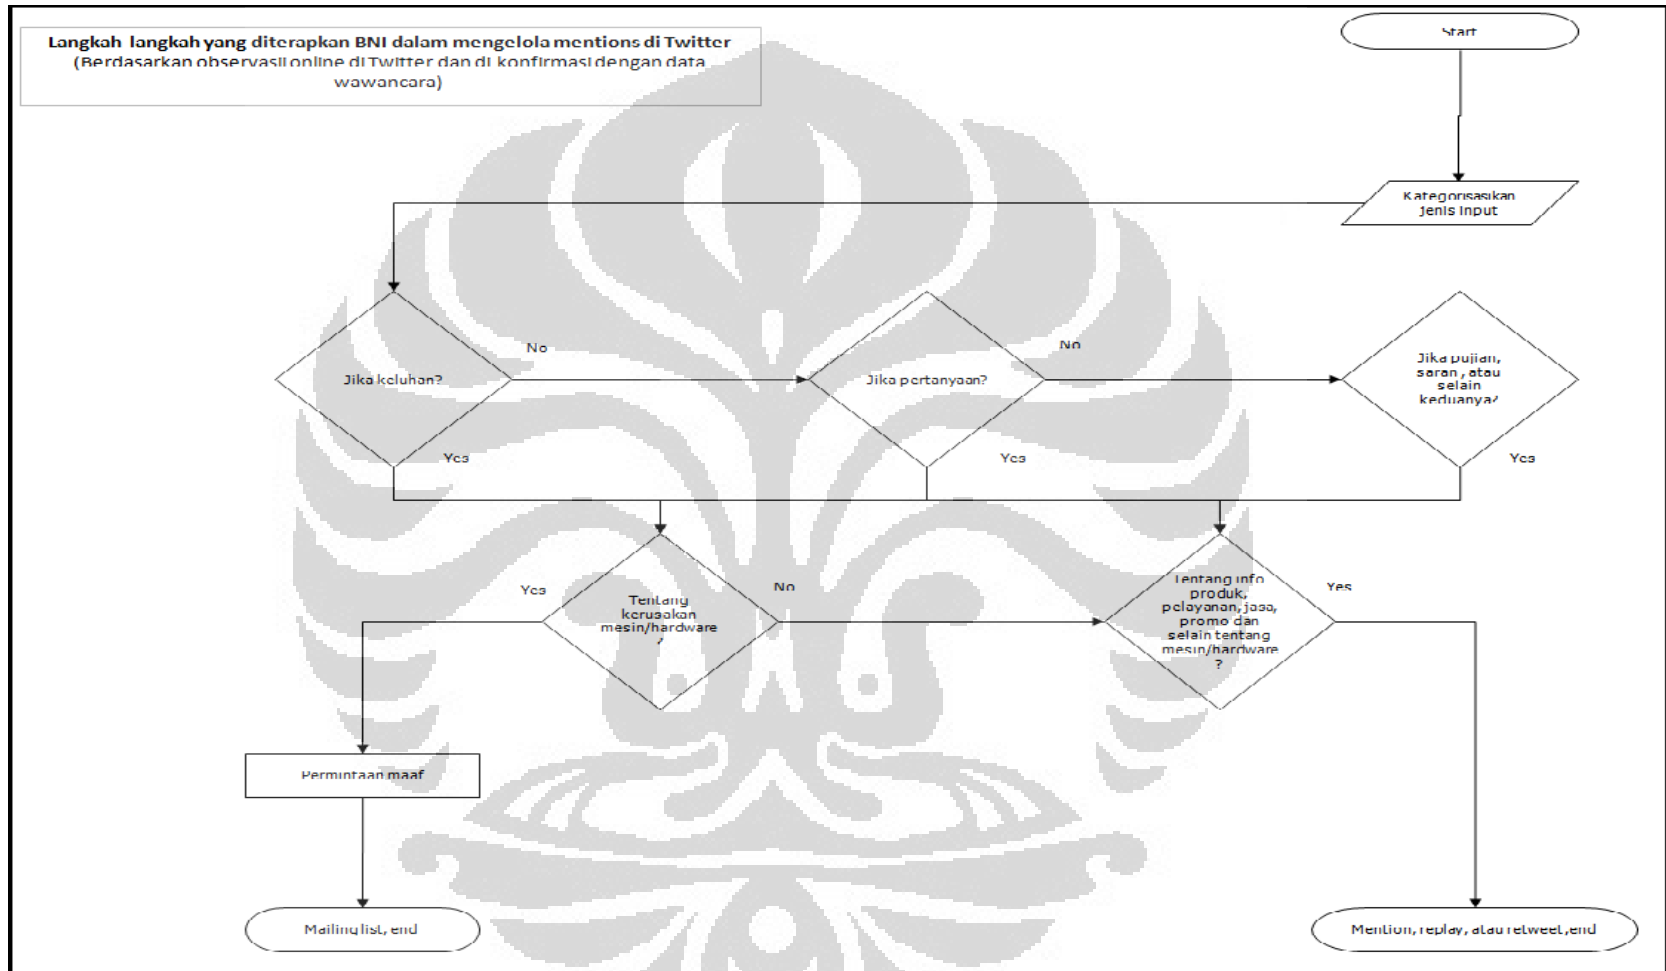 Langkah langkah yang diterapkan BNI dalam mengelola mentions di Twitter
(Berdasarkan observasii online di Twitter dan di konfirmasi dengan data
wawancara)
Start
Kategorisasikan
jenis input
Jika keluhan?
No
Jika pertanyaan?
No
Jika pujian,
saran , atau
selain
keduanya?
Yes
Yes
Yes
Yes
Tentang
kerusakan
mesin/hardware
?
No
Tentang info
produk,
pelayanan, jasa,
promo dan
selain tentang
mesin/hardware
?
Yes
Permintaan maaf
Mailing list, end
Mention, replay, atau retweet ,end